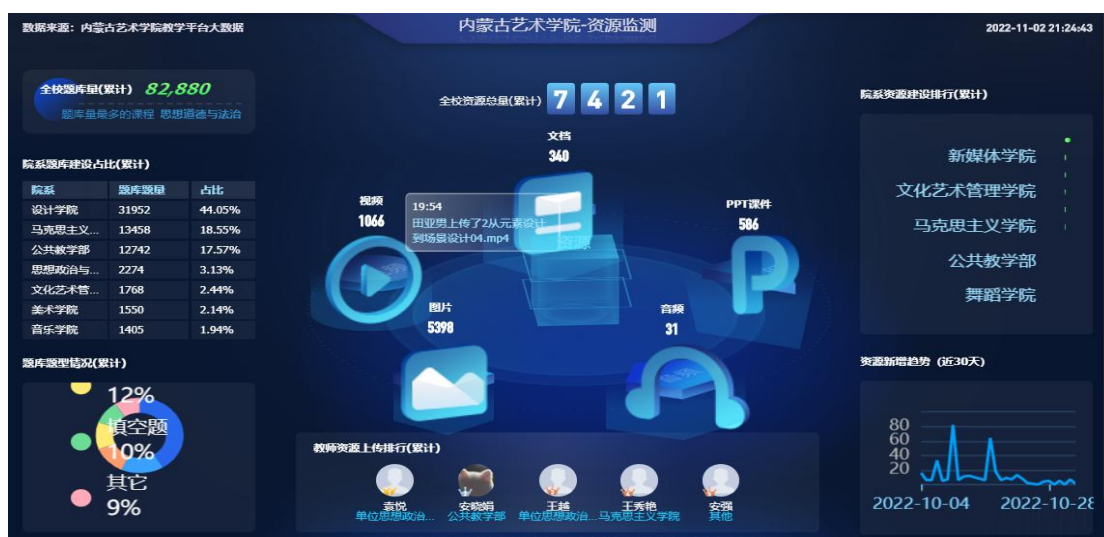 数据来源：内蒙古艺术学院教学平台大数据
内蒙古艺术学院-资源监测
2022-11-02 21:24:43
全校题库量(累计) 82,880
题库量最多的课程 思想道德与法治
院系题库建设占比(累计)
院系 题库题量 占比
设计学院 31952 44.05%
马克思主义... 13458 18.55%
公共教学部 12742 17.57%
思想政治与... 2274 3.13%
文化艺术管... 1768 2.44%
美术学院 1550 2.14%
音乐学院 1405 1.94%
题库题型情况(累计)
12%
填空题
10%
其它
9%
全校资源总量(累计) 7 4 2 1
文档
340
视频
1066
19:54
田亚男上传了2从元素设计
到场景设计04.mp4
资源
PPT课件
586
图片
5398
音频
31
教师资源上传排行(累计)
袁悦 安晓娟 王越 王秀艳 安强
单位思想政治... 公共教学部 单位思想政治... 马克思主义学院 其他
院系资源建设排行(累计)
新媒体学院
文化艺术管理学院
马克思主义学院
公共教学部
舞蹈学院
资源新增趋势（近30天）
80
60
40
20
2022-10-04 2022-10-28